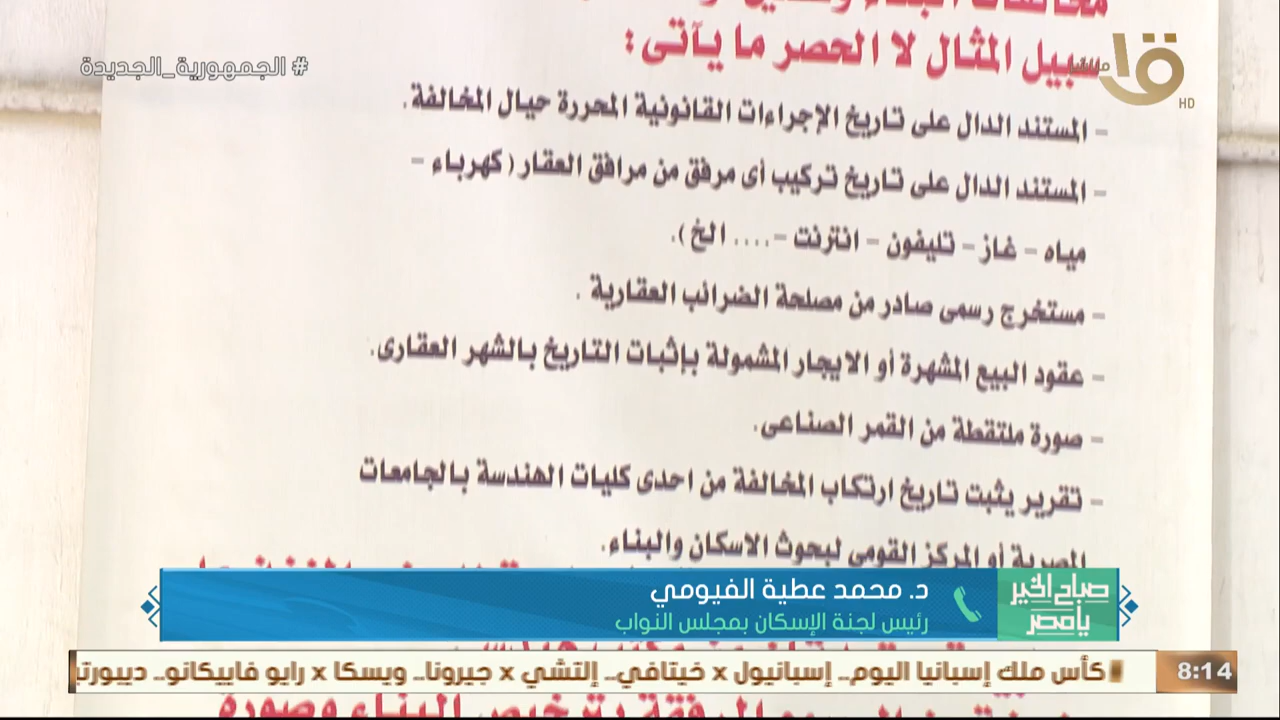 سبيل المثال لا الحصر ما يأتى :
#الجمهورية_الجديدة
HD
- المستند الدال على تاريخ الإجراءات القانونية المحررة حيال المخالفة.
- المستند الدال على تاريخ تركيب أى مرفق من مرافق العقار ( كهرباء -
مياه - غاز - تليفون - انترنت - .... الخ ).
- مستخرج رسمى صادر من مصلحة الضرائب العقارية .
- عقود البيع المشهرة أو الايجار المشمولة بإثبات التاريخ بالشهر العقارى.
- صورة ملتقطة من القمر الصناعى.
- تقرير يثبت تاريخ ارتكاب المخالفة من احدى كليات الهندسة بالجامعات
المصرية أو المركز القومى لبحوث الاسكان والبناء.
صباح الخير يا مصر
د. محمد عطية الفيومي
رئيس لجنة الإسكان بمجلس النواب
كأس ملك إسبانيا اليوم.. إسبانيول x خيتافي.. إلتشي x جيرونا.. ويسكا x رايو فاييكانو.. ديبورتي
8:14